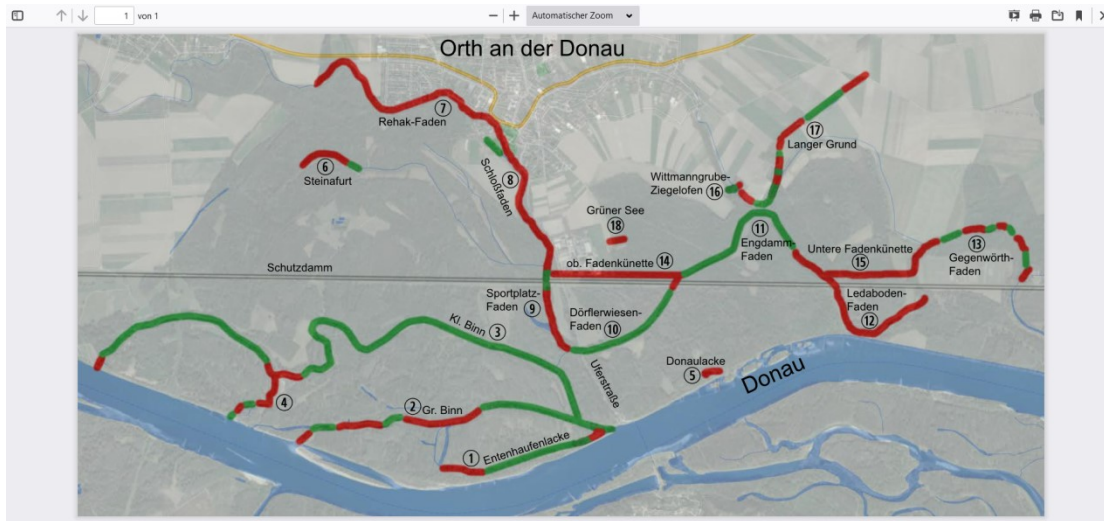 1 von 1
Automatischer Zoom
Orth an der Donau
7
Rehak-Faden
17
Langer Grund
6
Steinafurt
8
Schloßfaden
Wittmanngrube-
Ziegelofen 16
Grüner See
18
11
Engdamm-
Faden
13
Gegenwörth-
Faden
Untere Fadenkünette
15
ob. Fadenkünette 14
Schutzdamm
Sportplatz-
Faden
9
Dörflerwiesen-
Faden 10
Ledaboden-
Faden
12
Kl. Binn 3
Uferstraße
Donaulacke
5
Donau
4
2 Gr. Binn
1 Entenhaufenlacke